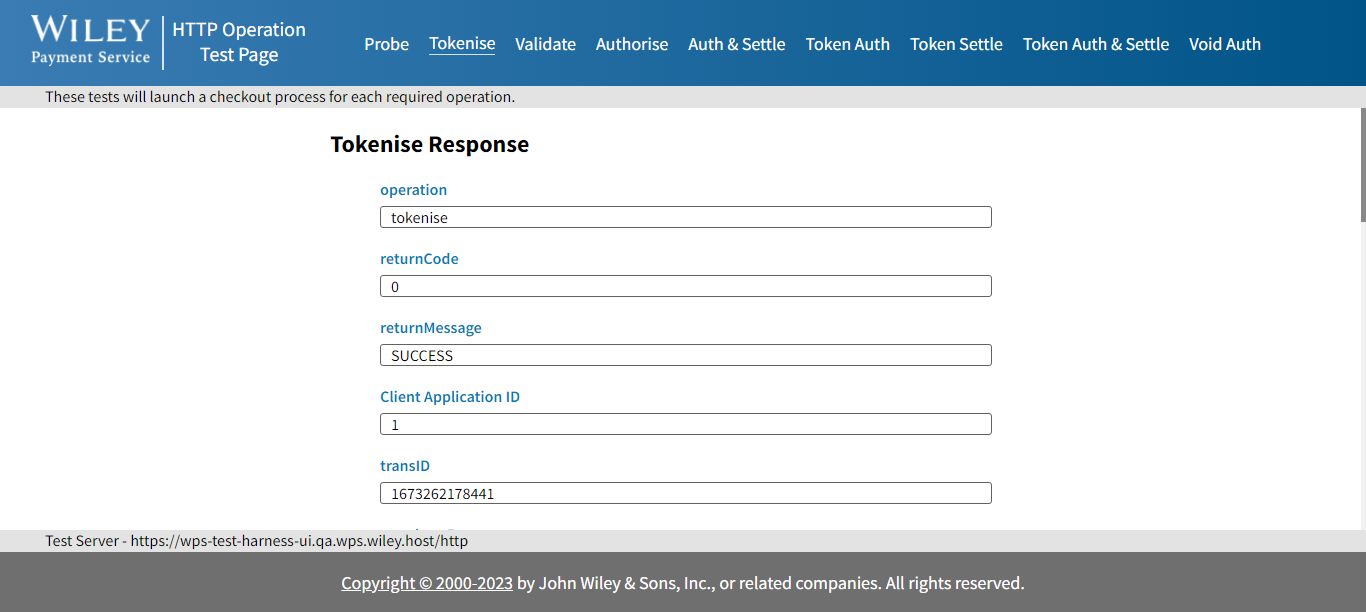 WILEY
Payment Service
HTTP Operation
Test Page
Probe Tokenise Validate Authorise Auth & Settle Token Auth Token Settle Token Auth & Settle Void Auth
These tests will launch a checkout process for each required operation.
Tokenise Response
operation
tokenise
returnCode
0
returnMessage
SUCCESS
Client Application ID
1
transID
1673262178441
Test Server - https://wps-test-harness-ui.qa.wps.wiley.host/http
Copyright © 2000-2023 by John Wiley & Sons, Inc., or related companies. All rights reserved.